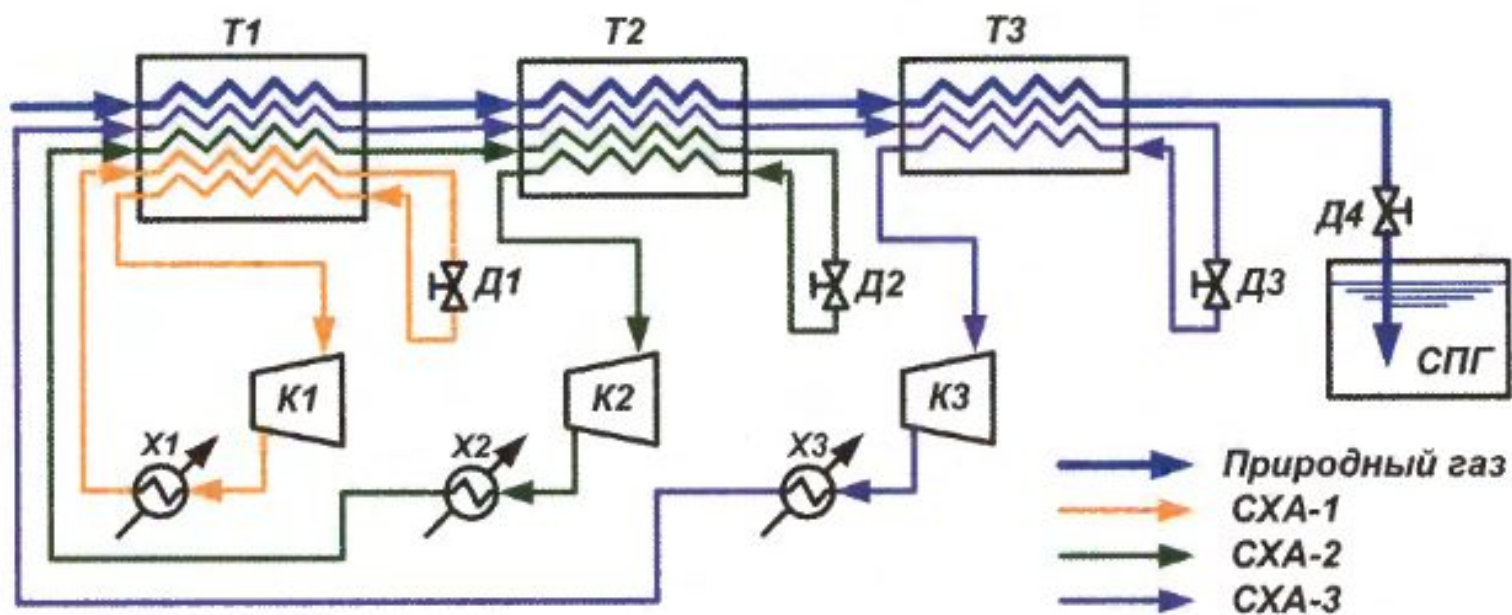 Т1 Т2 Т3
Д4
Д1 Д2 Д3
СПГ
К1 К2 К3
Х1 Х2 Х3
Природный газ
СХА-1
СХА-2
СХА-3